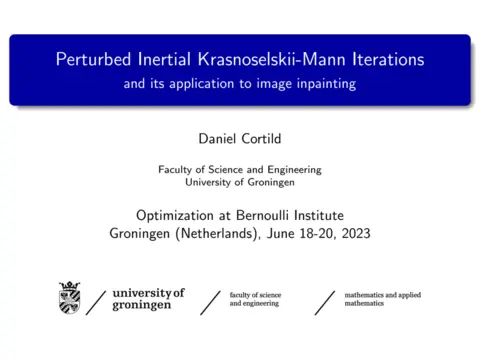 Perturbed Inertial Krasnoselskii-Mann Iterations
and its application to image inpainting
Daniel Cortild
Faculty of Science and Engineering
University of Groningen
Optimization at Bernoulli Institute
Groningen (Netherlands), June 18-20, 2023
university of
groningen
faculty of science
and engineering
mathematics and applied
mathematics